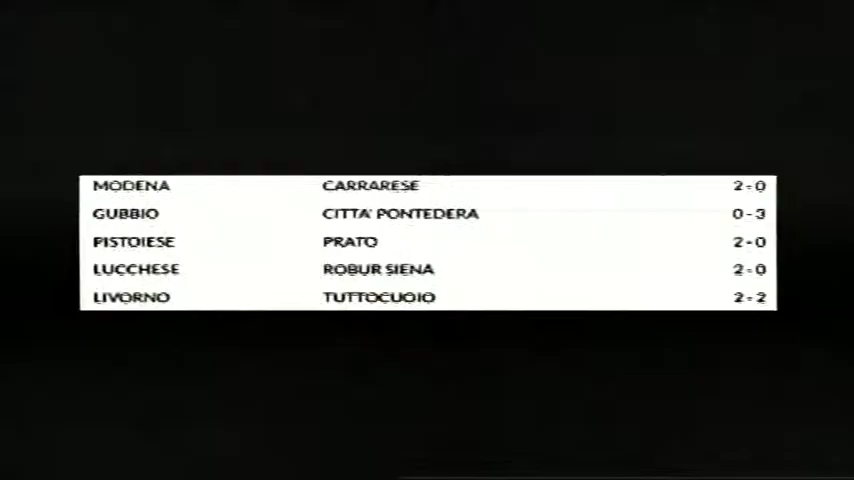 MODENA CARRARESE 2-0
GUBBIO CITTA' PONTEDERA 0-3
PISTOIESE PRATO 2-0
LUCCHESE ROBUR SIENA 2-0
LIVORNO TUTTOCUOIO 2-2